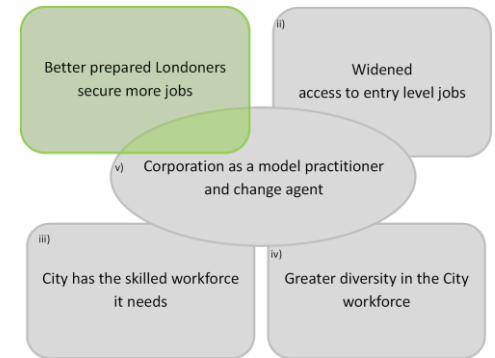 Better prepared Londoners
secure more jobs
ii)
Widened
access to entry level jobs
v)
Corporation as a model practitioner
and change agent
iii)
City has the skilled workforce
it needs
iv)
Greater diversity in the City
workforce